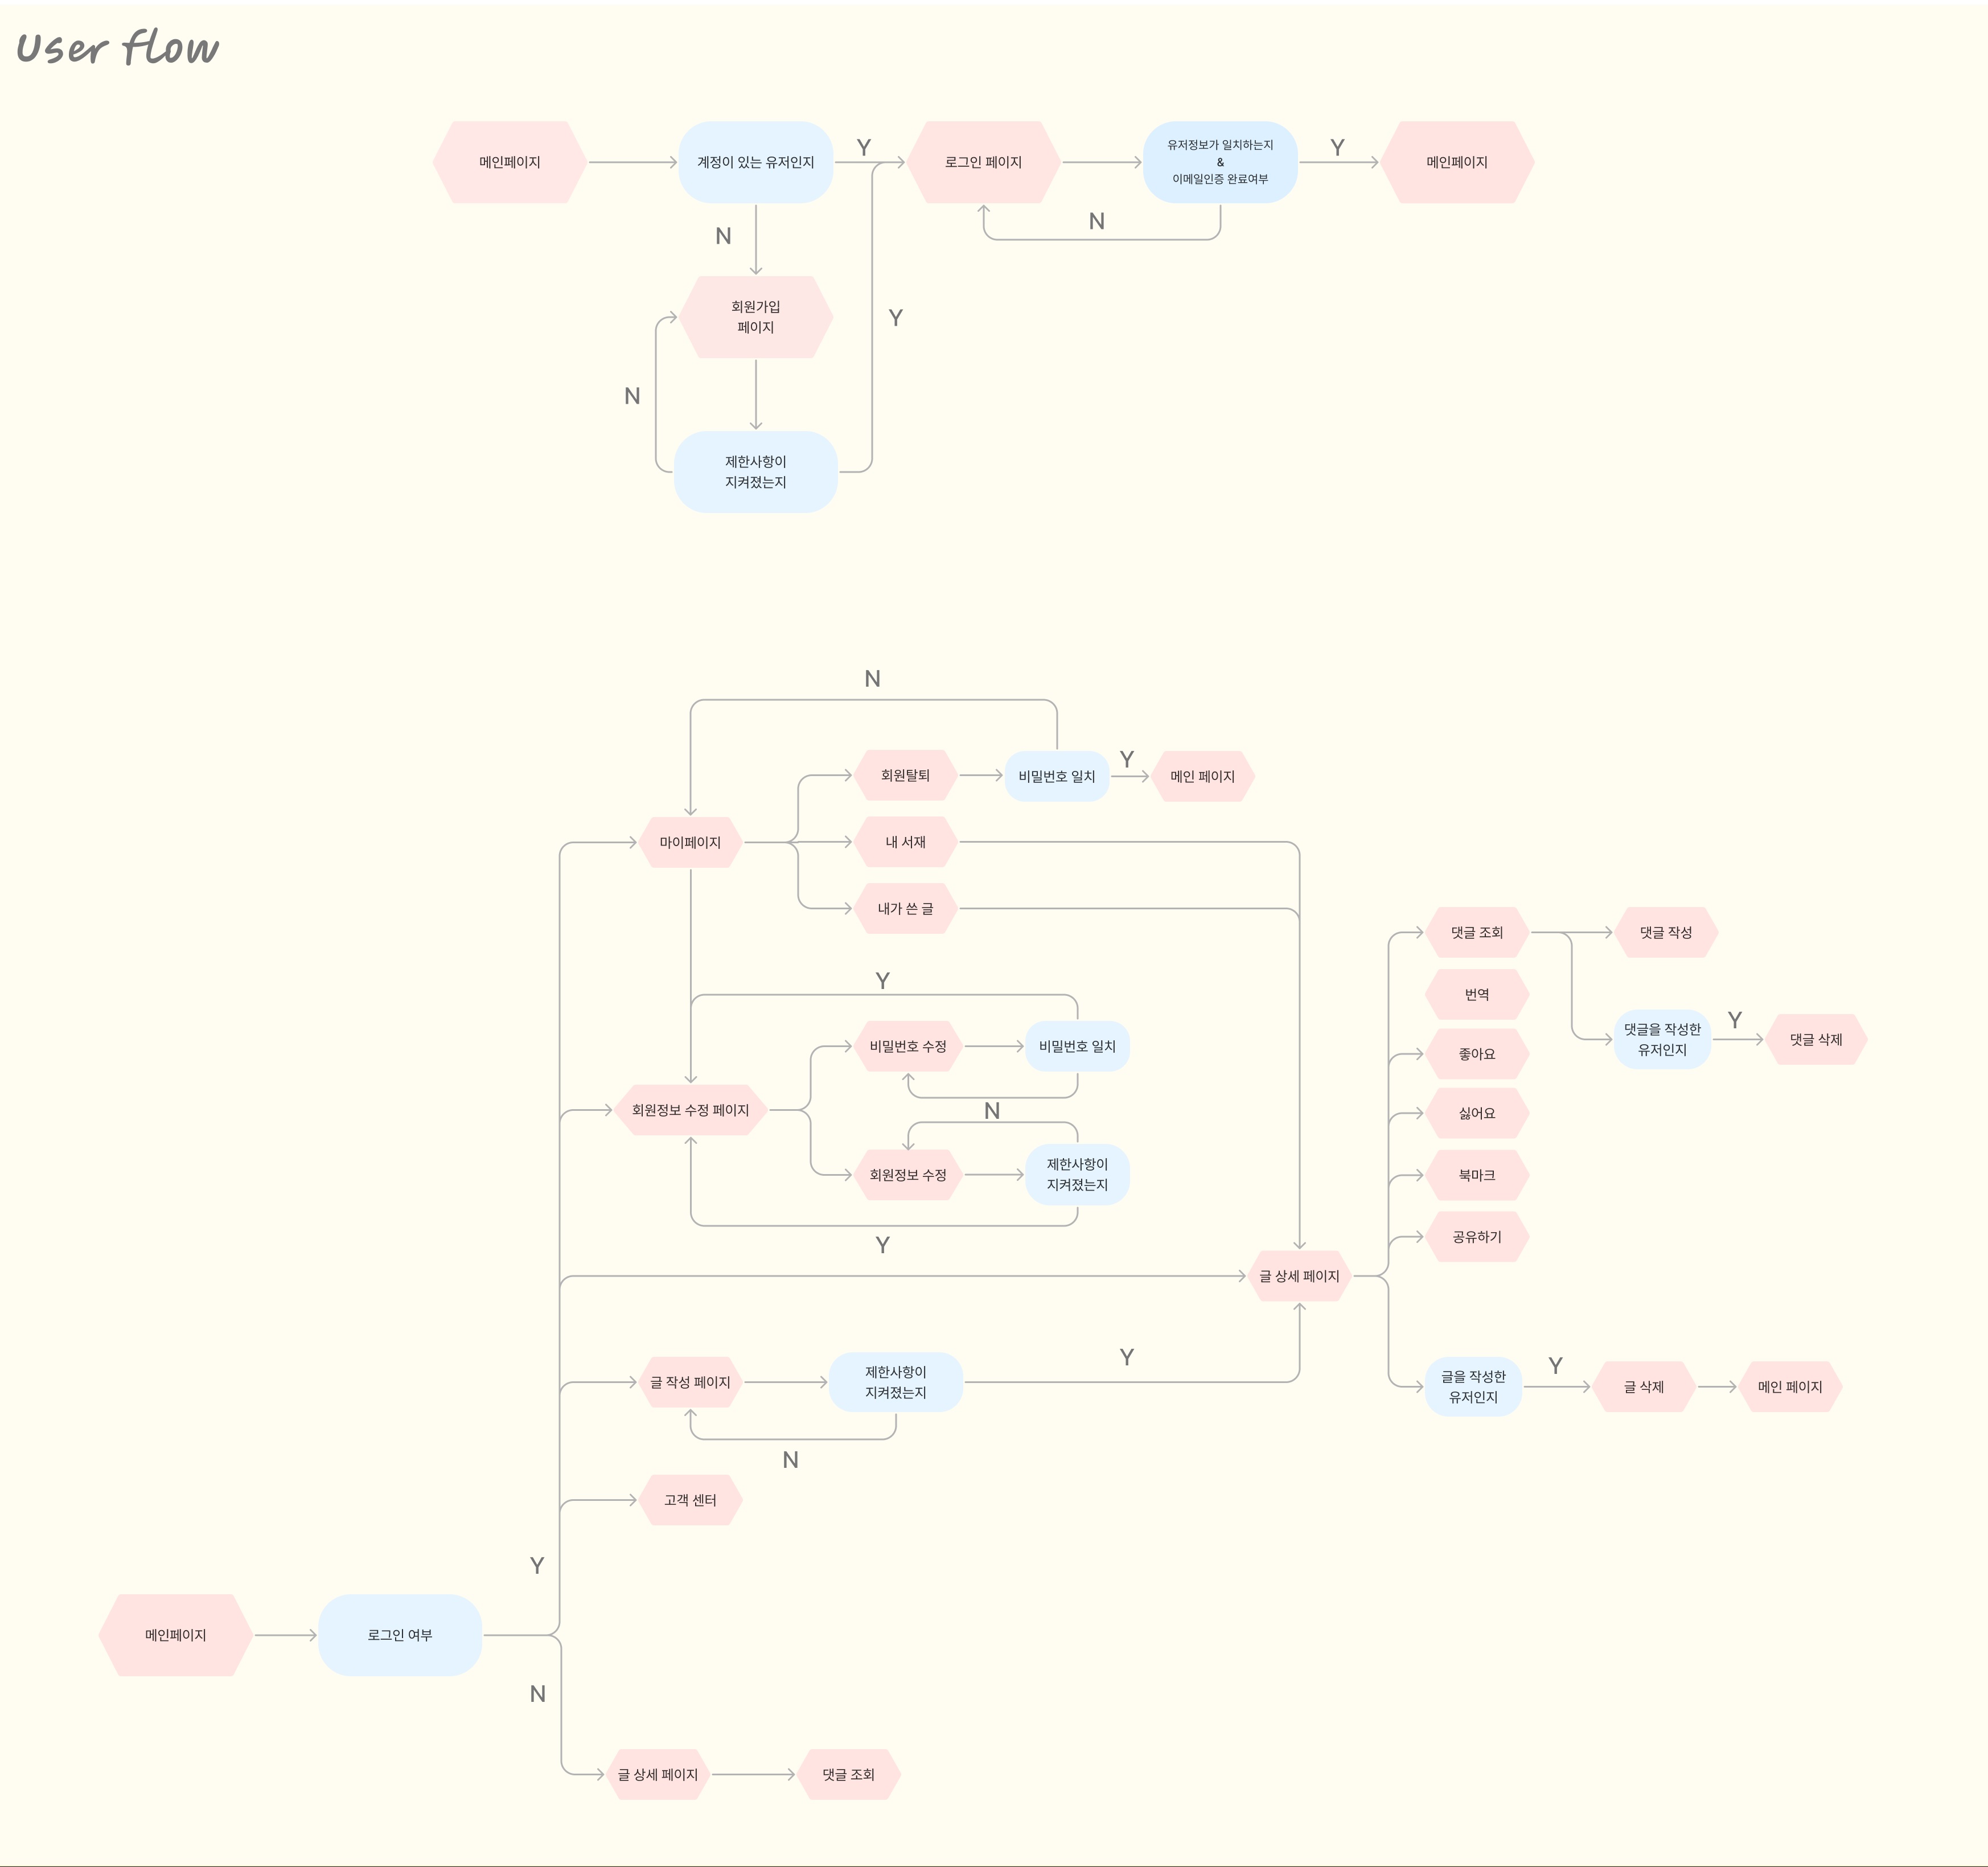 User flow
메인페이지
계정이 있는 유저인지
Y
로그인 페이지
유저정보가 일치하는지
&
이메일인증 완료여부
Y
메인페이지
N
N
회원가입
페이지
Y
N
제한사항이
지켜졌는지
N
회원탈퇴
비밀번호 일치
Y
메인 페이지
마이페이지
내 서재
내가 쓴 글
댓글 조회
댓글 작성
Y
번역
댓글을 작성한
유저인지
Y
댓글 삭제
비밀번호 수정
비밀번호 일치
좋아요
회원정보 수정 페이지
N
싫어요
회원정보 수정
제한사항이
지켜졌는지
북마크
Y
공유하기
글 상세 페이지
글 작성 페이지
제한사항이
지켜졌는지
Y
글을 작성한
유저인지
Y
글 삭제
메인 페이지
N
고객 센터
Y
메인페이지
로그인 여부
N
글 상세 페이지
댓글 조회